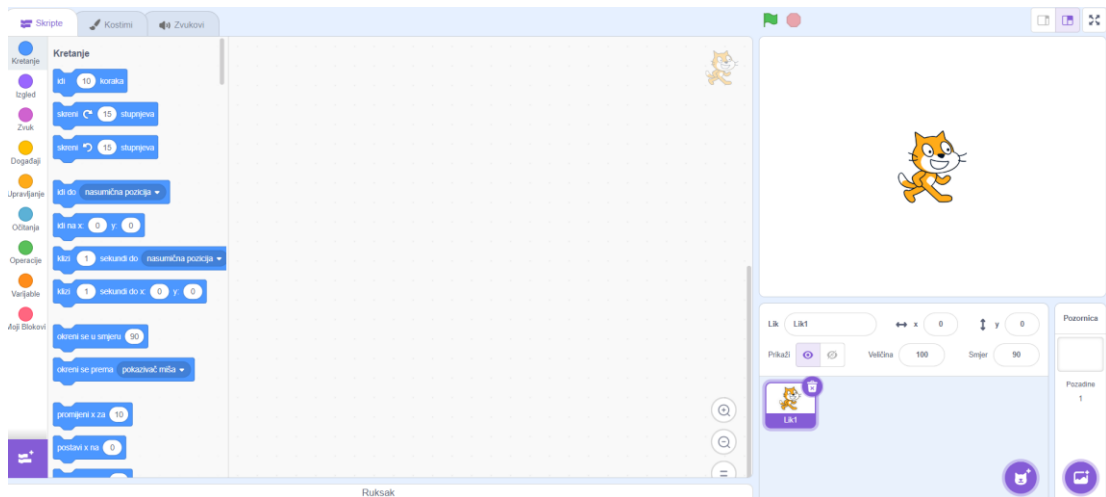 Skripte
Kostimi
Zvukovi
Kretanje
Izgled
Zvuk
Događaji
Upravljanje
Očitanja
Operacije
Varijable
Moji Blokovi
Kretanje
idi 10 koraka
skreni 15 stupnjeva
skreni 15 stupnjeva
idi do nasumična pozicija
idi na x: 0 y: 0
klizi 1 sekundi do nasumična pozicija
klizi 1 sekundi do x: 0 y: 0
okreni se u smjeru 90
okreni se prema pokazivač miša
promijeni x za 10
postavi x na 0
Ruksak
Lik Lik1 x 0 y 0
Prikaži Veličina 100 Smjer 90
Lik1
Pozornica
Pozadine
1